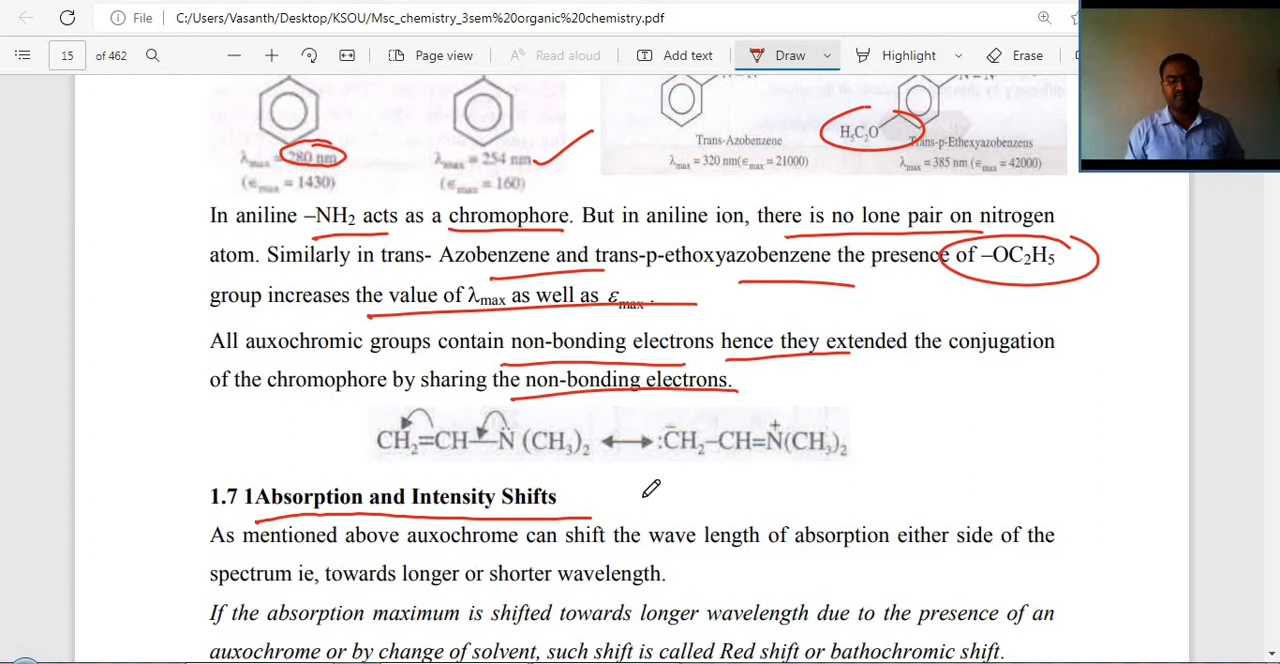 File C:/Users/Vasanth/Desktop/KSOU/Msc_chemistry_3sem%20organic%20chemistry.pdf
15 of 462 Page view Read aloud Add text Draw Highlight Erase
Trans-Azobenzene
H₅C₂O
Trans-p-Ethexyazobenzens
λmax = 280 nm
(ϵmax = 1430)
λmax = 254 nm
(ϵmax = 160)
λmax = 320 nm(ϵmax = 21000)
λmax = 385 nm (ϵmax = 42000)
In aniline –NH₂ acts as a chromophore. But in aniline ion, there is no lone pair on nitrogen
atom. Similarly in trans- Azobenzene and trans-p-ethoxyazobenzene the presence of –OC₂H₅
group increases the value of λmax as well as εmax .
All auxochromic groups contain non-bonding electrons hence they extended the conjugation
of the chromophore by sharing the non-bonding electrons.
CH₂=CH—N̈ (CH₃)₂ ⟷ :C̄H₂–CH=N⁺(CH₃)₂
1.7 1Absorption and Intensity Shifts
As mentioned above auxochrome can shift the wave length of absorption either side of the
spectrum ie, towards longer or shorter wavelength.
If the absorption maximum is shifted towards longer wavelength due to the presence of an
auxochrome or by change of solvent, such shift is called Red shift or bathochromic shift.